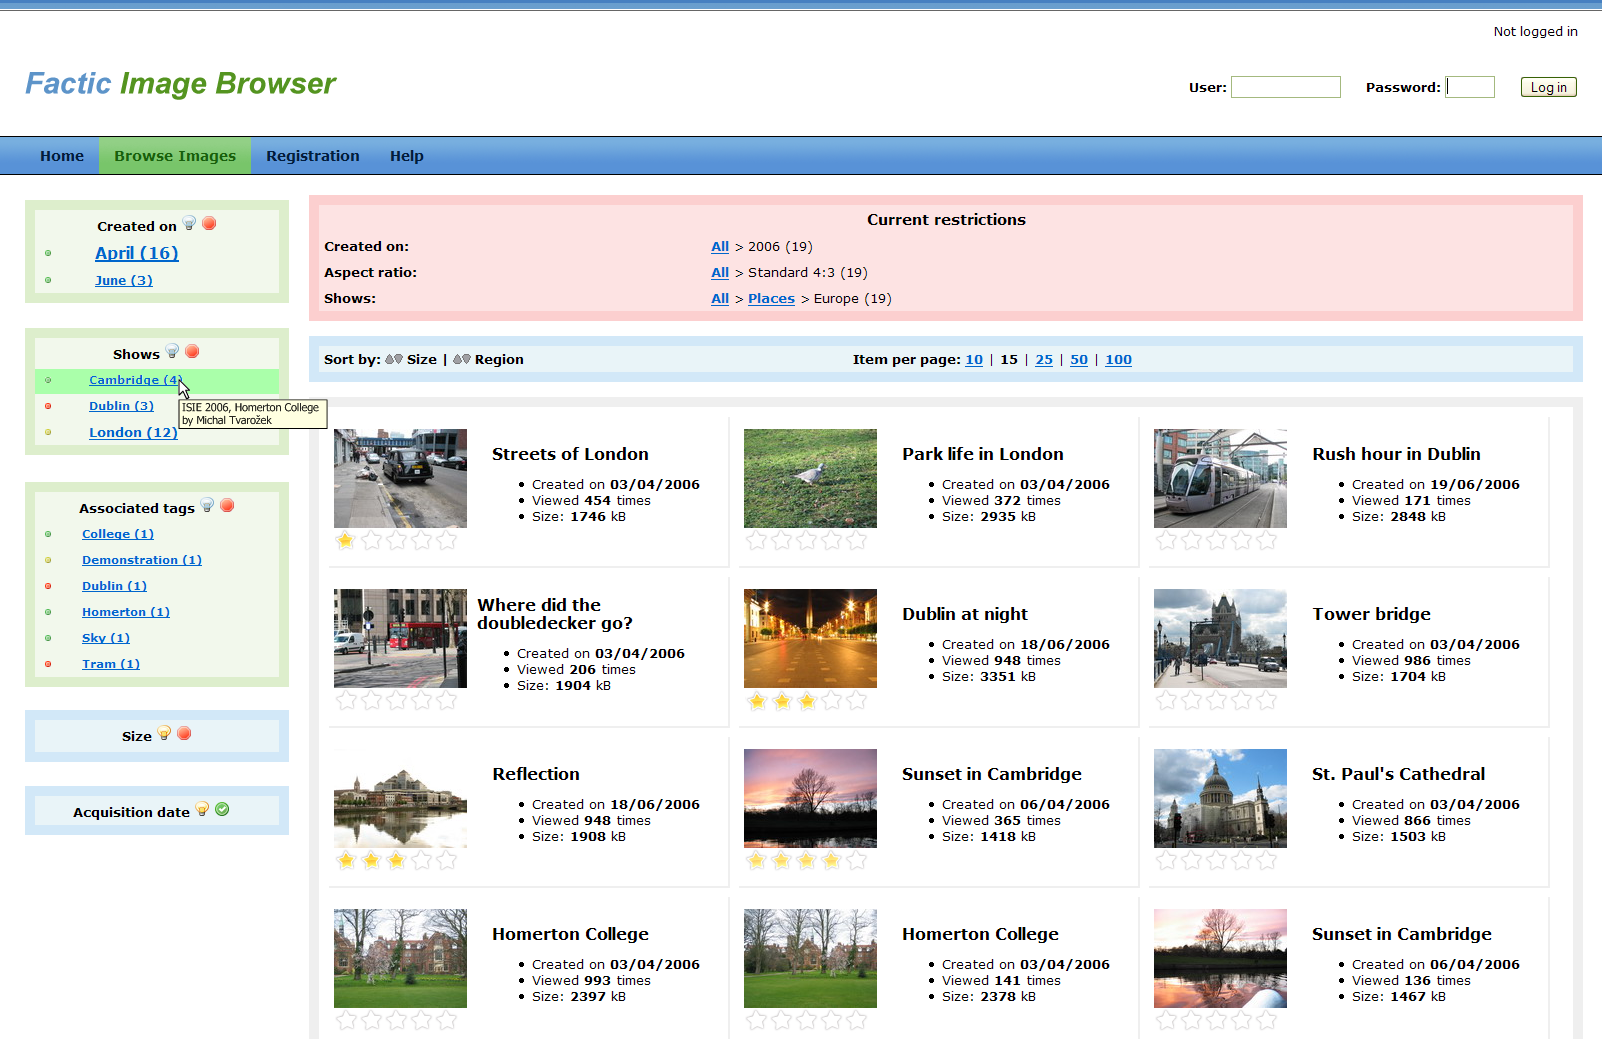 Not logged in
Factic Image Browser
User: Password: Log in
Home Browse Images Registration Help
Created on
April (16)
June (3)
Shows
Cambridge (4)
Dublin (3)
London (12)
ISIE 2006, Homerton College
by Michal Tvarožek
Associated tags
College (1)
Demonstration (1)
Dublin (1)
Homerton (1)
Sky (1)
Tram (1)
Size
Acquisition date
Current restrictions
Created on: All > 2006 (19)
Aspect ratio: All > Standard 4:3 (19)
Shows: All > Places > Europe (19)
Sort by: Size | Region Item per page: 10 | 15 | 25 | 50 | 100
Streets of London
Created on 03/04/2006
Viewed 454 times
Size: 1746 kB
Park life in London
Created on 03/04/2006
Viewed 372 times
Size: 2935 kB
Rush hour in Dublin
Created on 19/06/2006
Viewed 171 times
Size: 2848 kB
Where did the
doubledecker go?
Created on 03/04/2006
Viewed 206 times
Size: 1904 kB
Dublin at night
Created on 18/06/2006
Viewed 948 times
Size: 3351 kB
Tower bridge
Created on 03/04/2006
Viewed 986 times
Size: 1704 kB
Reflection
Created on 18/06/2006
Viewed 948 times
Size: 1908 kB
Sunset in Cambridge
Created on 06/04/2006
Viewed 365 times
Size: 1418 kB
St. Paul's Cathedral
Created on 03/04/2006
Viewed 866 times
Size: 1503 kB
Homerton College
Created on 03/04/2006
Viewed 993 times
Size: 2397 kB
Homerton College
Created on 03/04/2006
Viewed 141 times
Size: 2378 kB
Sunset in Cambridge
Created on 06/04/2006
Viewed 136 times
Size: 1467 kB